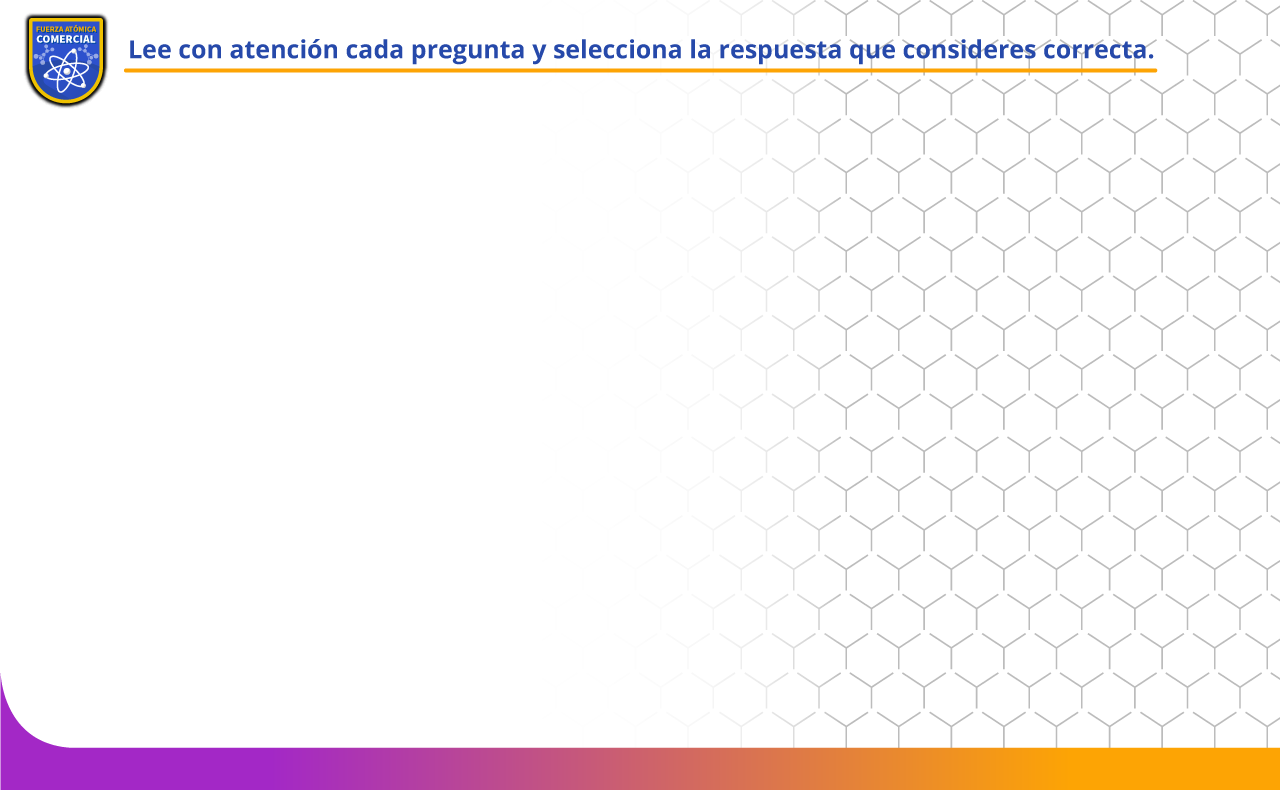 FUERZA ATÓMICA
COMERCIAL
Lee con atención cada pregunta y selecciona la respuesta que consideres correcta.